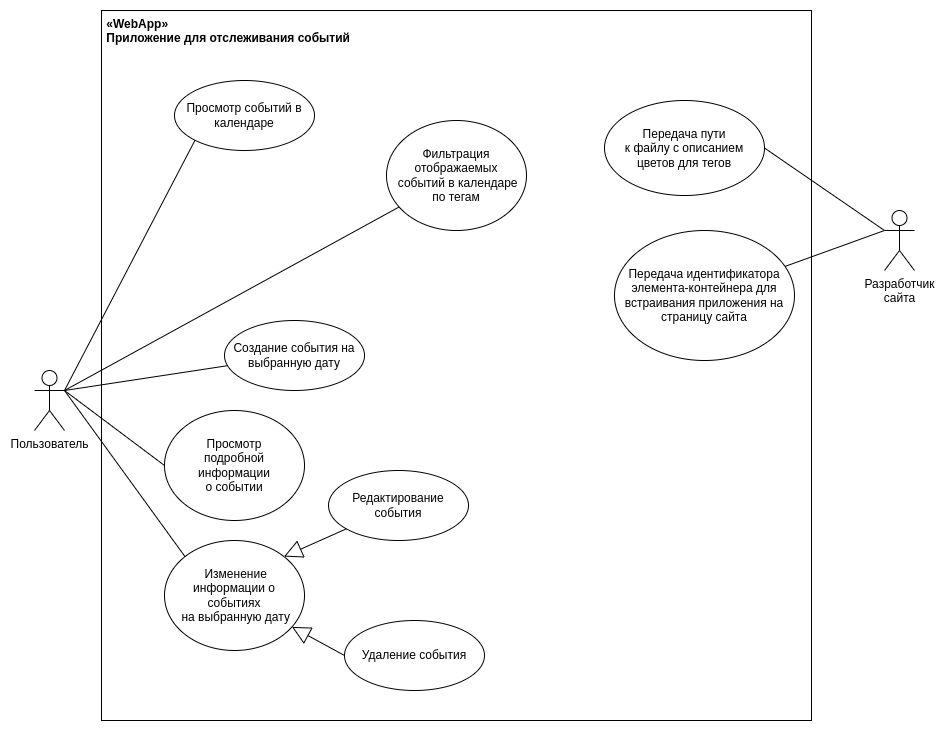 «WebApp»
Приложение для отслеживания событий
Просмотр событий в
календаре
Фильтрация
отображаемых
событий в календаре
по тегам
Передача пути
к файлу с описанием
цветов для тегов
Передача идентификатора
элемента-контейнера для
встраивания приложения на
страницу сайта
Разработчик
сайта
Создание события на
выбранную дату
Пользователь
Просмотр
подробной
информации
о событии
Редактирование
события
Изменение
информации о
событиях
на выбранную дату
Удаление события